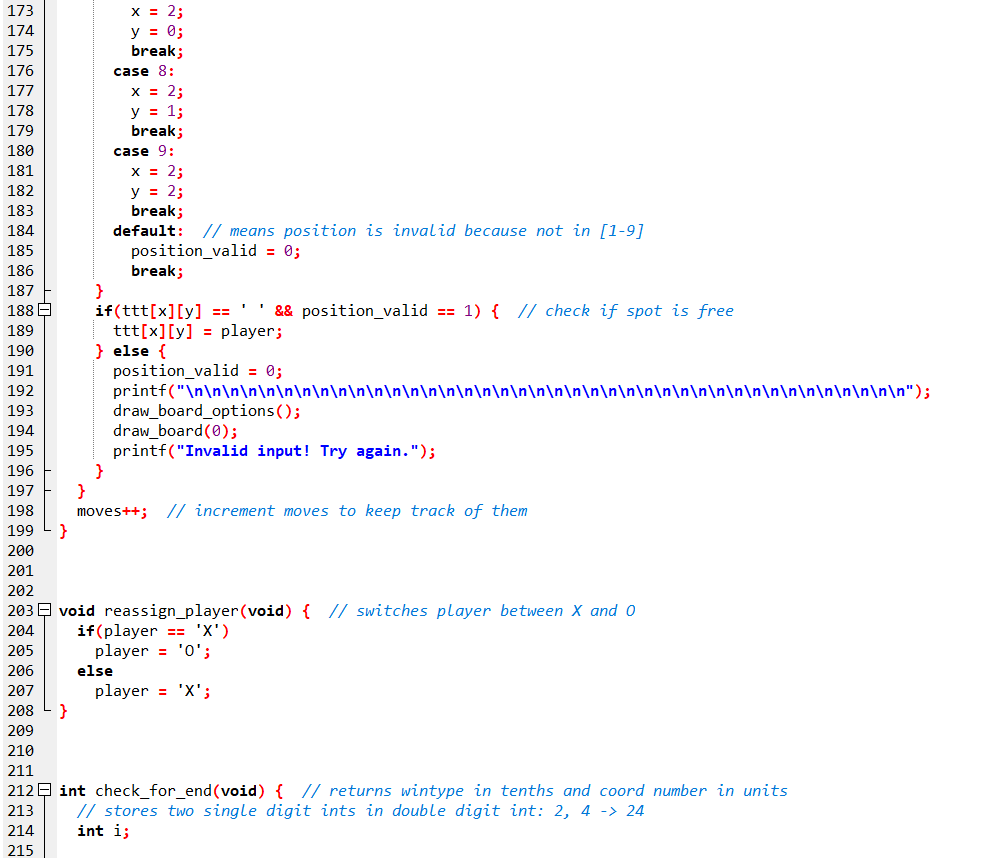 173 x = 2;
174 y = 0;
175 break;
176 case 8:
177 x = 2;
178 y = 1;
179 break;
180 case 9:
181 x = 2;
182 y = 2;
183 break;
184 default:  // means position is invalid because not in [1-9]
185 position_valid = 0;
186 break;
187 }
188 if(ttt[x][y] == ' ' && position_valid == 1) {  // check if spot is free
189 ttt[x][y] = player;
190 } else {
191 position_valid = 0;
192 printf("\n\n\n\n\n\n\n\n\n\n\n\n\n\n\n\n\n\n\n\n\n\n\n\n\n\n\n\n\n\n\n\n\n\n\n\n\n\n\n\n");
193 draw_board_options();
194 draw_board(0);
195 printf("Invalid input! Try again.");
196 }
197 }
198 moves++;  // increment moves to keep track of them
199 }
200
201
202
203 void reassign_player(void) {  // switches player between X and O
204 if(player == 'X')
205 player = 'O';
206 else
207 player = 'X';
208 }
209
210
211
212 int check_for_end(void) {  // returns wintype in tenths and coord number in units
213 // stores two single digit ints in double digit int: 2, 4 -> 24
214 int i;
215